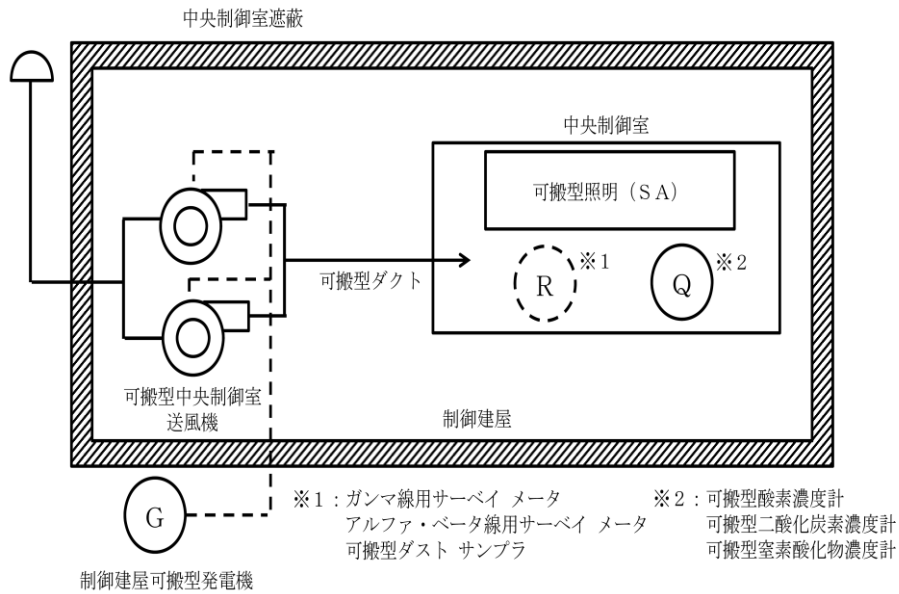 中央制御室遮蔽
中央制御室
可搬型照明（ＳＡ）
※１
※２
R
Q
可搬型ダクト
可搬型中央制御室
送風機
制御建屋
G
制御建屋可搬型発電機
※１：ガンマ線用サーベイ メータ
アルファ・ベータ線用サーベイ メータ
可搬型ダスト サンプラ
※２：可搬型酸素濃度計
可搬型二酸化炭素濃度計
可搬型窒素酸化物濃度計